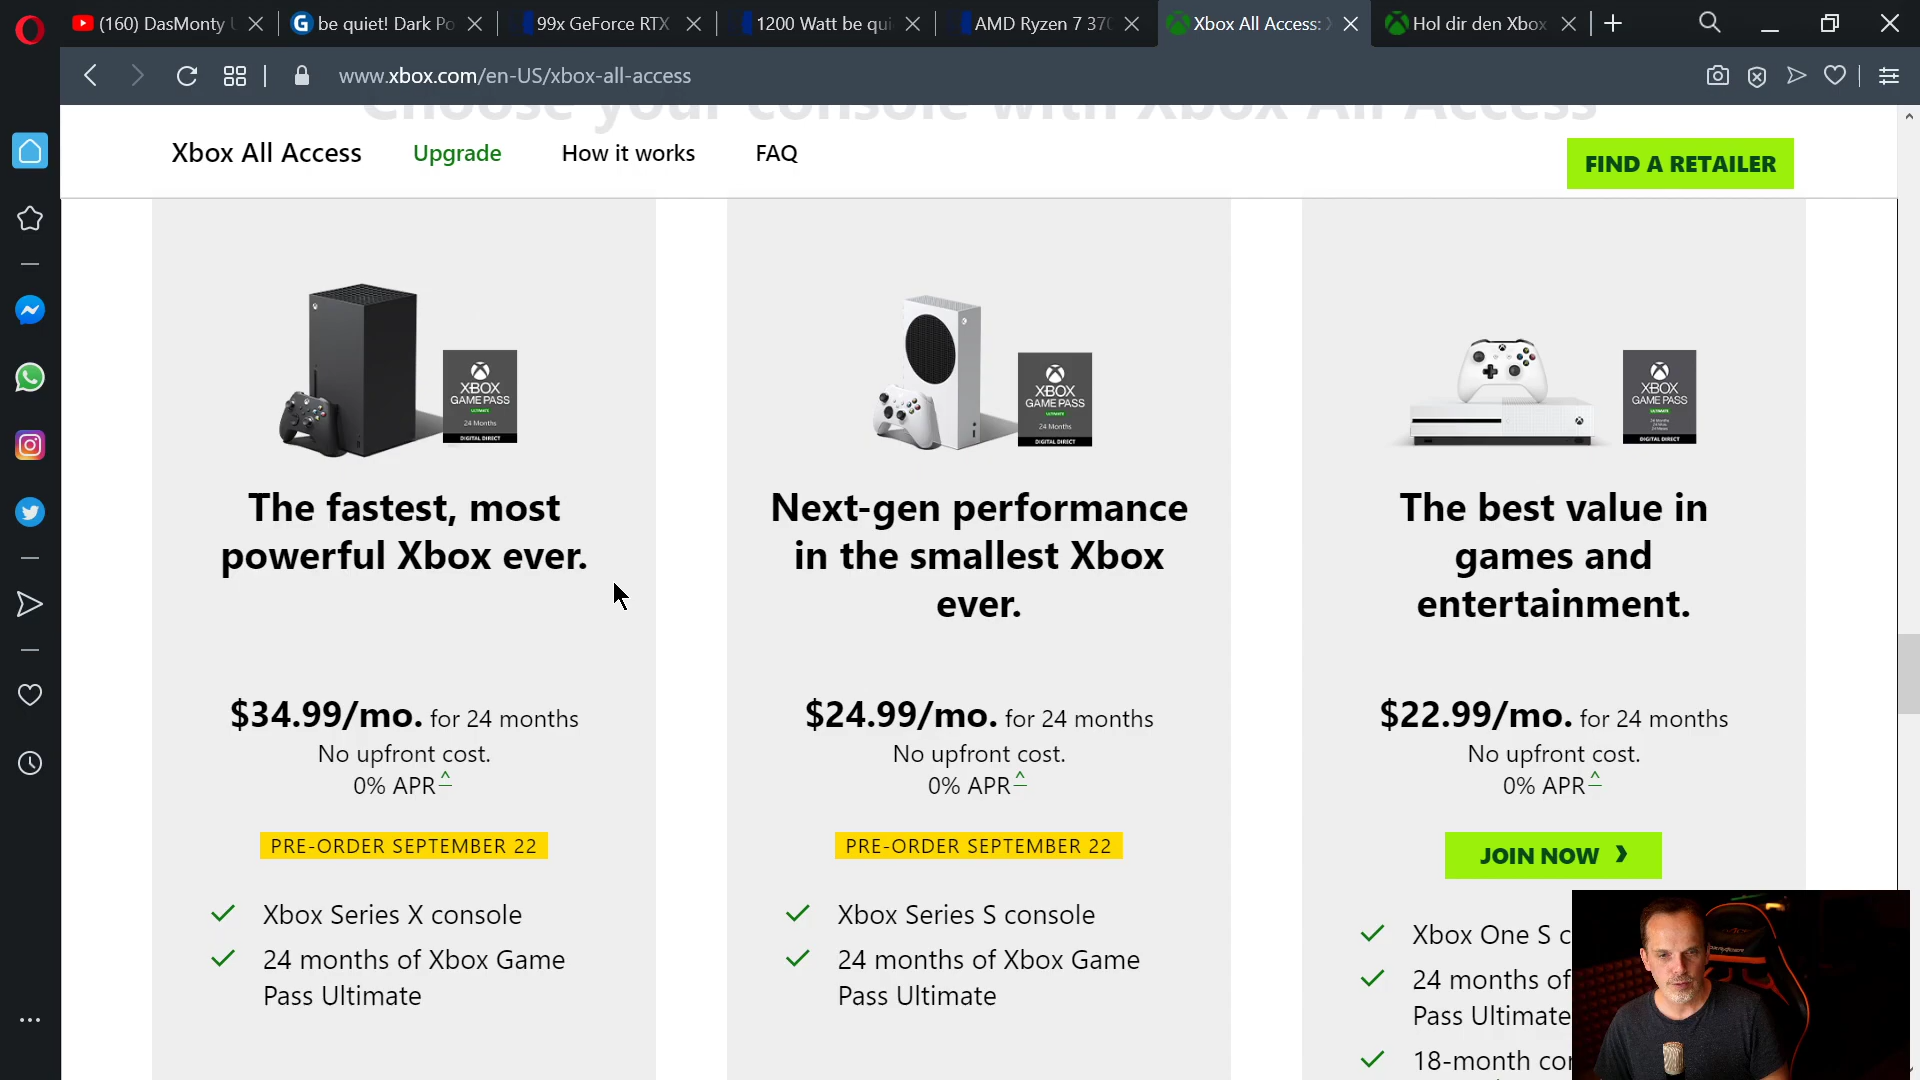 (160) DasMonty
be quiet! Dark Po
99x GeForce RTX
1200 Watt be qui
AMD Ryzen 7 370
Xbox All Access:
Hol dir den Xbox
www.xbox.com/en-US/xbox-all-access
Choose your console with Xbox All Access
Xbox All Access
Upgrade
How it works
FAQ
FIND A RETAILER
XBOX
GAME PASS
ULTIMATE
24 Months
DIGITAL DIRECT
The fastest, most
powerful Xbox ever.
$34.99/mo. for 24 months
No upfront cost.
0% APR^
PRE-ORDER SEPTEMBER 22
✓ Xbox Series X console
✓ 24 months of Xbox Game
Pass Ultimate
XBOX
GAME PASS
ULTIMATE
24 Months
DIGITAL DIRECT
Next-gen performance
in the smallest Xbox
ever.
$24.99/mo. for 24 months
No upfront cost.
0% APR^
PRE-ORDER SEPTEMBER 22
✓ Xbox Series S console
✓ 24 months of Xbox Game
Pass Ultimate
XBOX
GAME PASS
ULTIMATE
DIGITAL DIRECT
The best value in
games and
entertainment.
$22.99/mo. for 24 months
No upfront cost.
0% APR^
JOIN NOW ❯
✓ Xbox One S c
✓ 24 months of
Pass Ultimate
✓ 18-month co